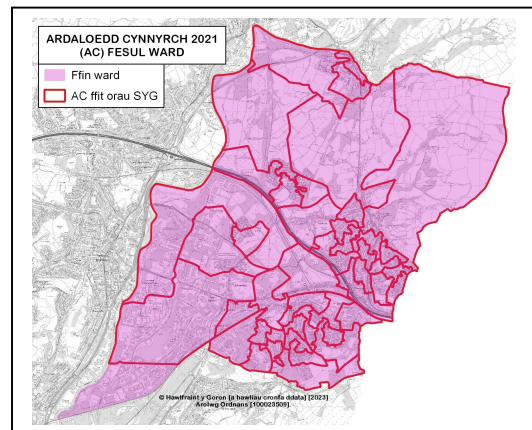 ARDALOEDD CYNNYRCH 2021
(AC) FESUL WARD
Ffin ward
AC ffit orau SYG
© Hawlfraint y Goron [a hawliau cronfa ddata] [2023]
Arolwg Ordnans [100023509]